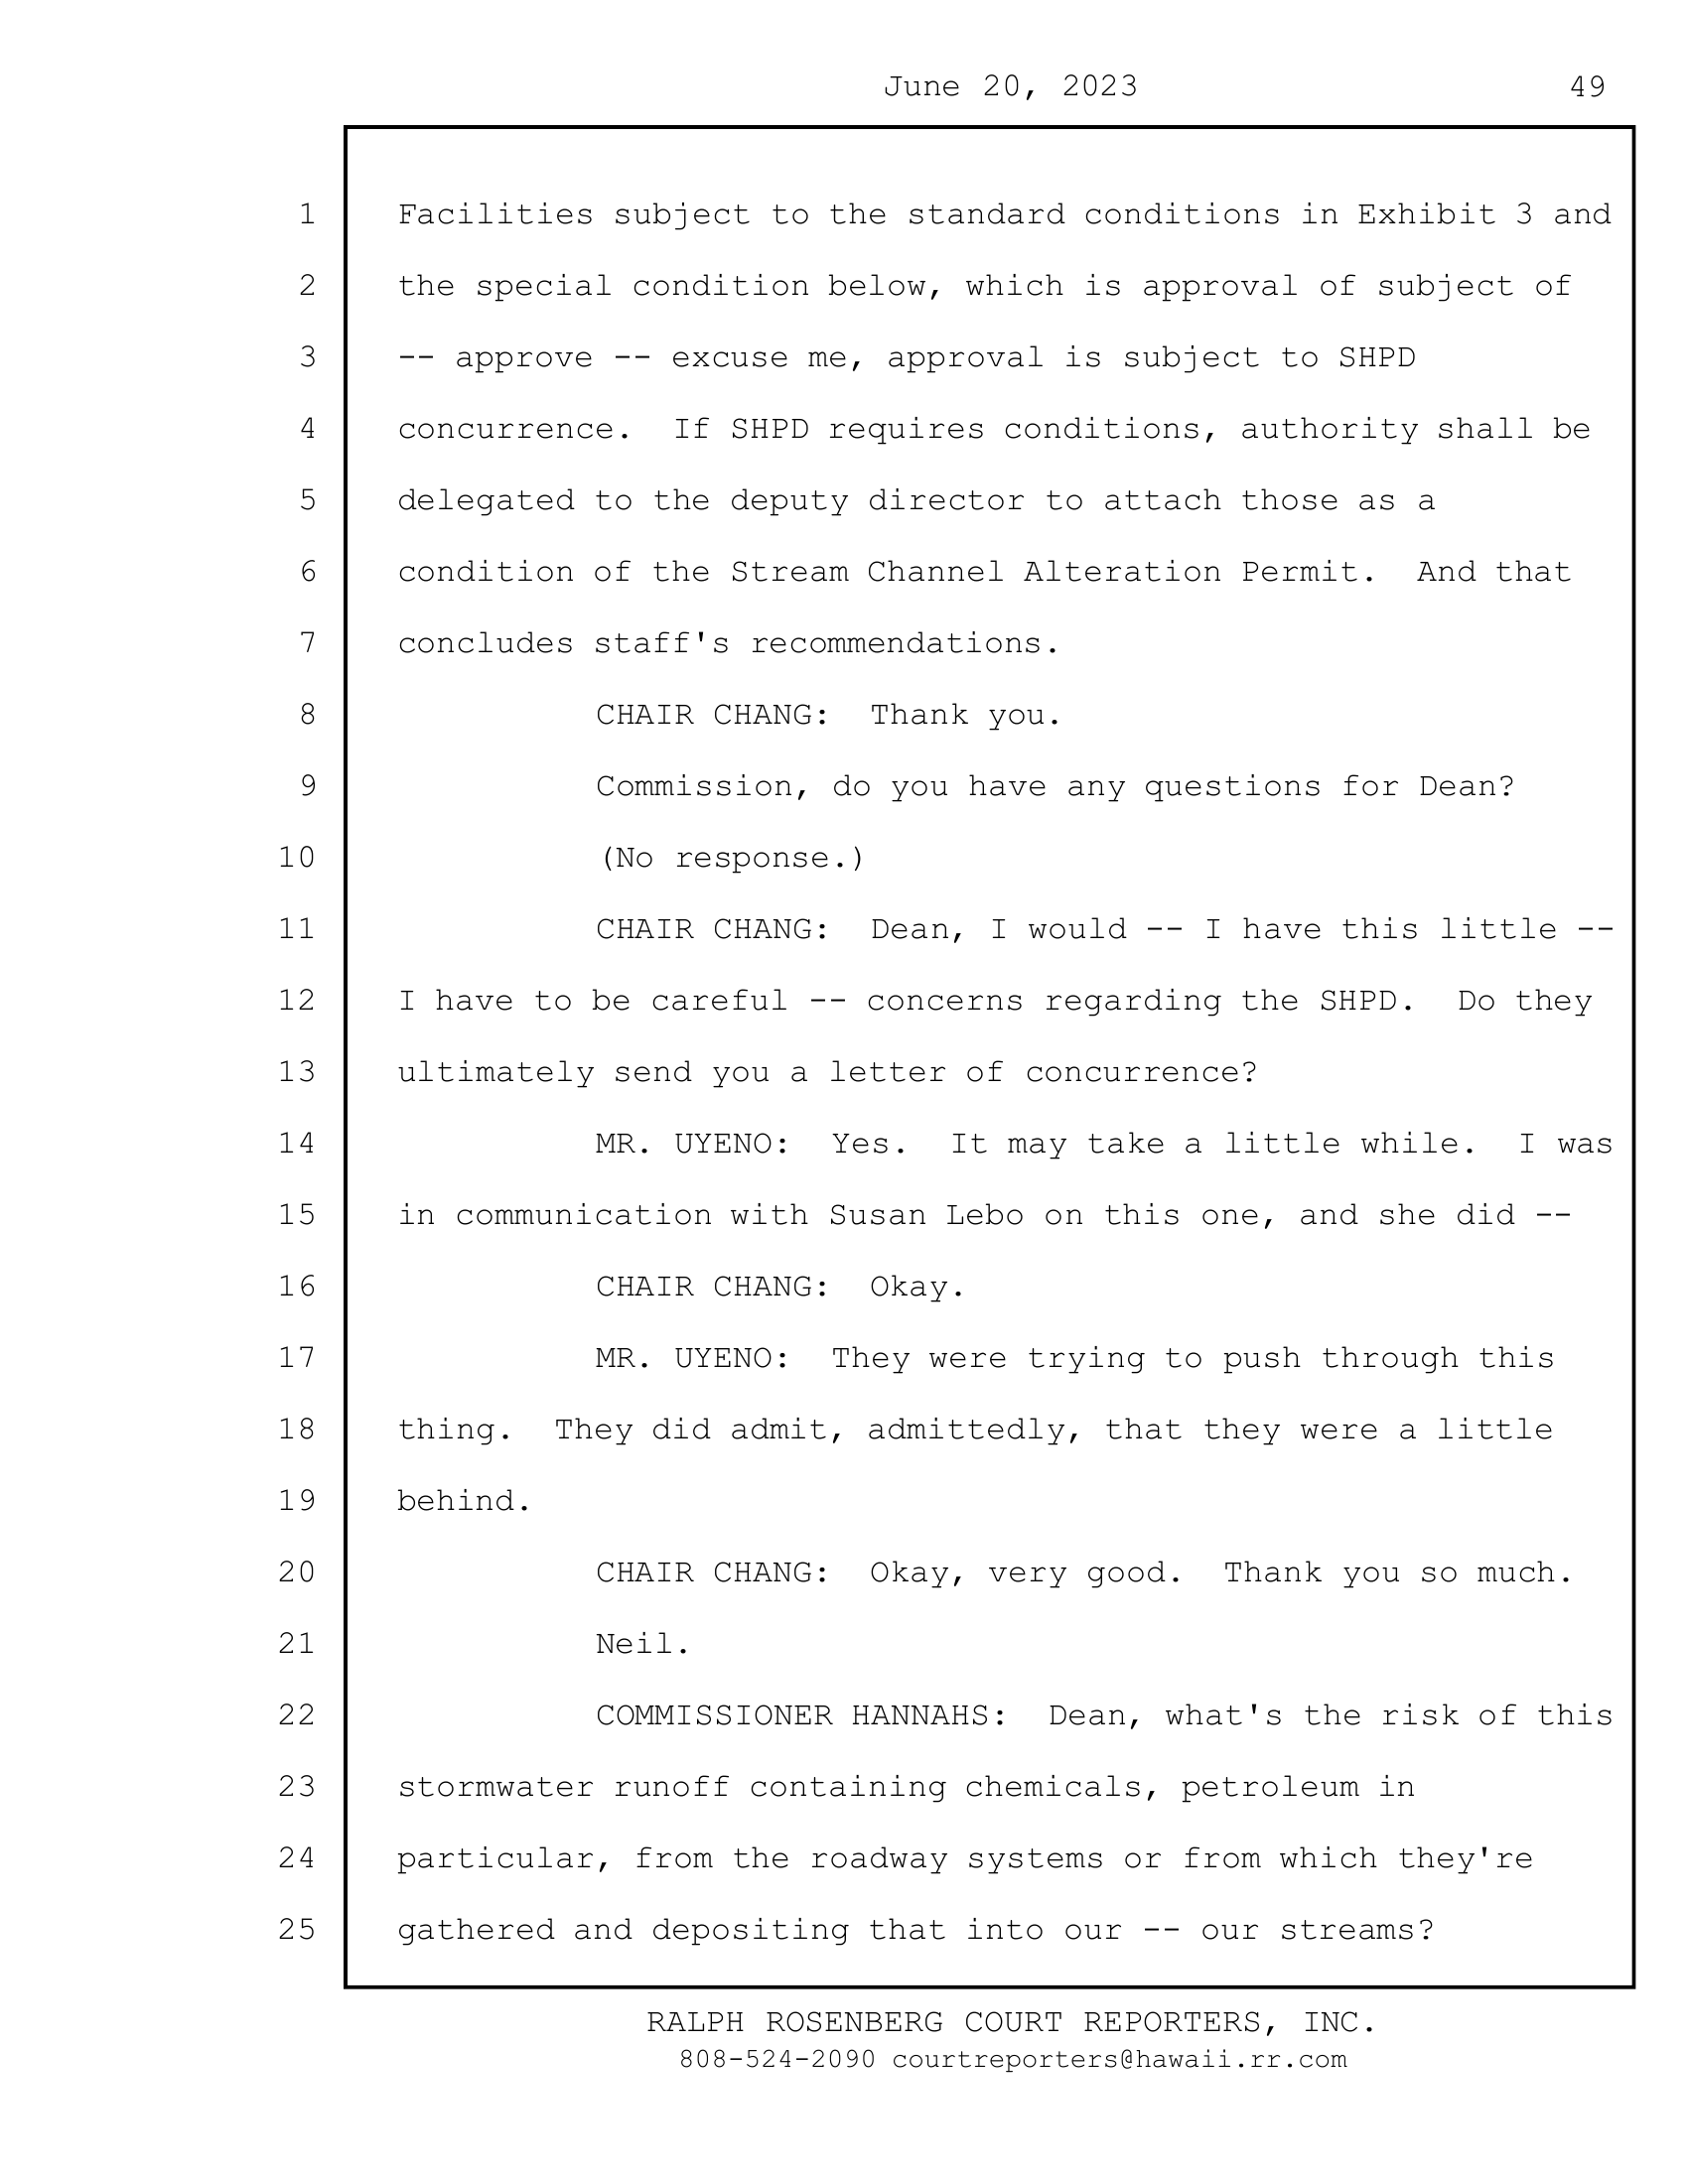 June 20, 2023 49
1 Facilities subject to the standard conditions in Exhibit 3 and
2 the special condition below, which is approval of subject of
3 -- approve -- excuse me, approval is subject to SHPD
4 concurrence.  If SHPD requires conditions, authority shall be
5 delegated to the deputy director to attach those as a
6 condition of the Stream Channel Alteration Permit.  And that
7 concludes staff's recommendations.
8 CHAIR CHANG:  Thank you.
9 Commission, do you have any questions for Dean?
10 (No response.)
11 CHAIR CHANG:  Dean, I would -- I have this little --
12 I have to be careful -- concerns regarding the SHPD.  Do they
13 ultimately send you a letter of concurrence?
14 MR. UYENO:  Yes.  It may take a little while.  I was
15 in communication with Susan Lebo on this one, and she did --
16 CHAIR CHANG:  Okay.
17 MR. UYENO:  They were trying to push through this
18 thing.  They did admit, admittedly, that they were a little
19 behind.
20 CHAIR CHANG:  Okay, very good.  Thank you so much.
21 Neil.
22 COMMISSIONER HANNAHS:  Dean, what's the risk of this
23 stormwater runoff containing chemicals, petroleum in
24 particular, from the roadway systems or from which they're
25 gathered and depositing that into our -- our streams?
RALPH ROSENBERG COURT REPORTERS, INC.
808-524-2090 courtreporters@hawaii.rr.com